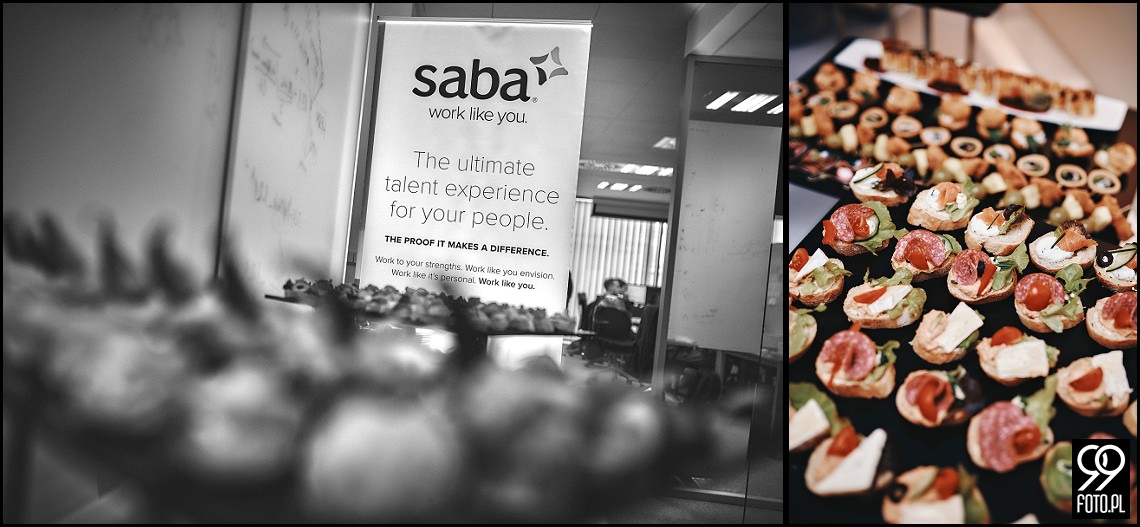 saba®
work like you.
The ultimate
talent experience
for your people.
THE PROOF IT MAKES A DIFFERENCE.
Work to your strengths. Work like you envision.
Work like it's personal. Work like you.
99
FOTO.PL